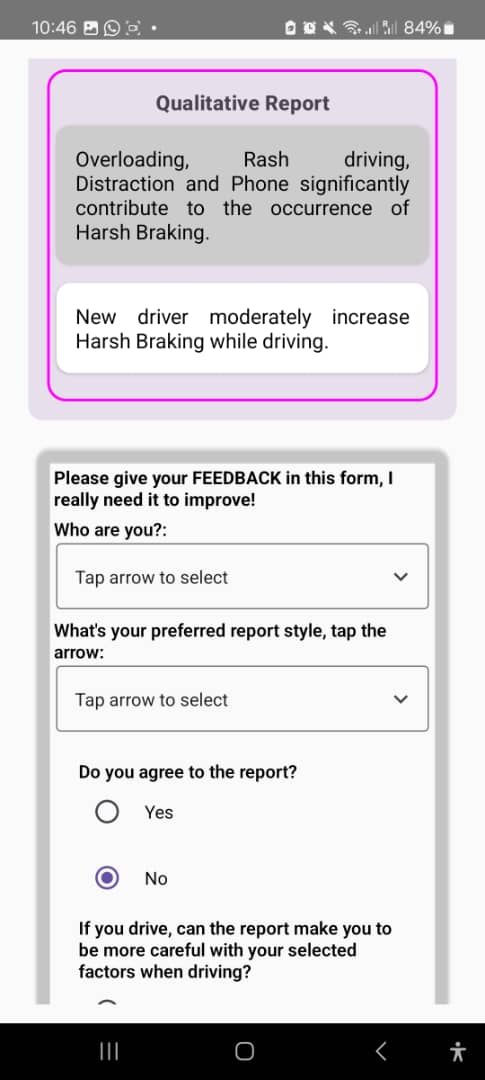 10:46
84%
Qualitative Report
Overloading, Rash driving,
Distraction and Phone significantly
contribute to the occurrence of
Harsh Braking.
New driver moderately increase
Harsh Braking while driving.
Please give your FEEDBACK in this form, I
really need it to improve!
Who are you?:
Tap arrow to select
What's your preferred report style, tap the
arrow:
Tap arrow to select
Do you agree to the report?
Yes
No
If you drive, can the report make you to
be more careful with your selected
factors when driving?